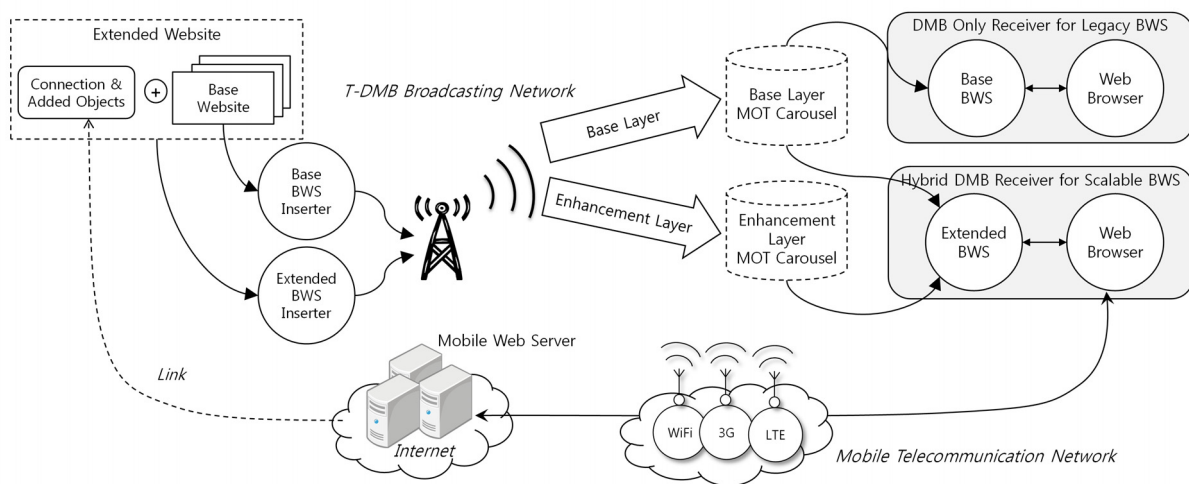 Extended Website
Connection &
Added Objects
+
Base
Website
T-DMB Broadcasting Network
Base
BWS
Inserter
Extended
BWS
Inserter
Base Layer
Enhancement Layer
Base Layer
MOT Carousel
Enhancement
Layer
MOT Carousel
DMB Only Receiver for Legacy BWS
Base
BWS
Web
Browser
Hybrid DMB Receiver for Scalable BWS
Extended
BWS
Web
Browser
Link
Mobile Web Server
Internet
WiFi
3G
LTE
Mobile Telecommunication Network